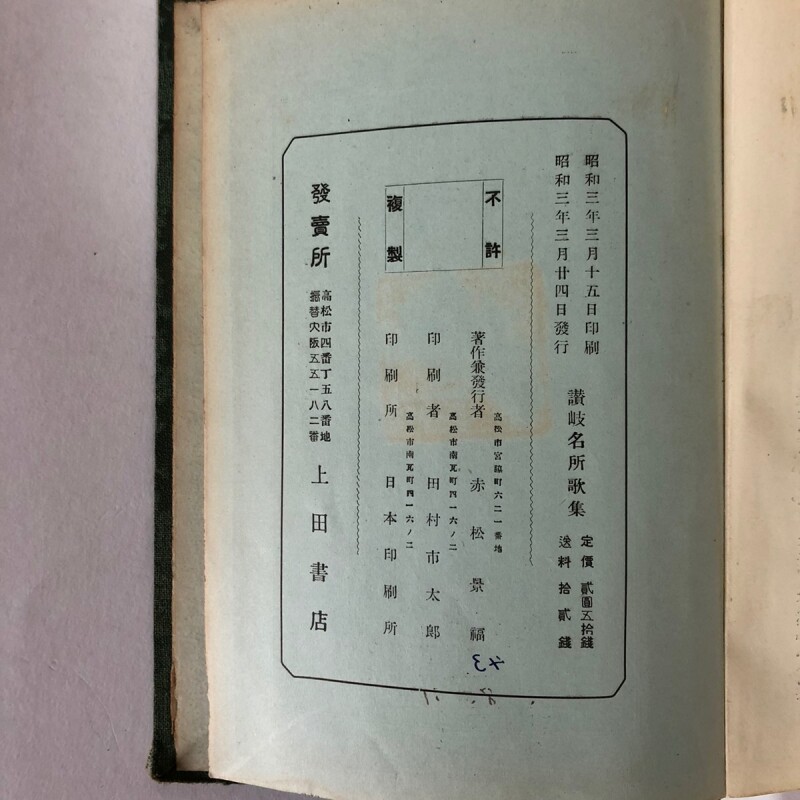 昭和三年三月十五日印刷
昭和三年三月廿四日發行
讃岐名所歌集
定價 貳圓五拾錢
送料 拾貳錢
不許
複製
高松市宮脇町六二一番地
著作兼發行者 赤松景福
高松市南瓦町四一六ノ二
印刷者 田村市太郎
高松市南瓦町四一六ノ二
印刷所 日本印刷所
發賣所
高松市四番丁五八番地
振替大阪五五一八二番
上田書店